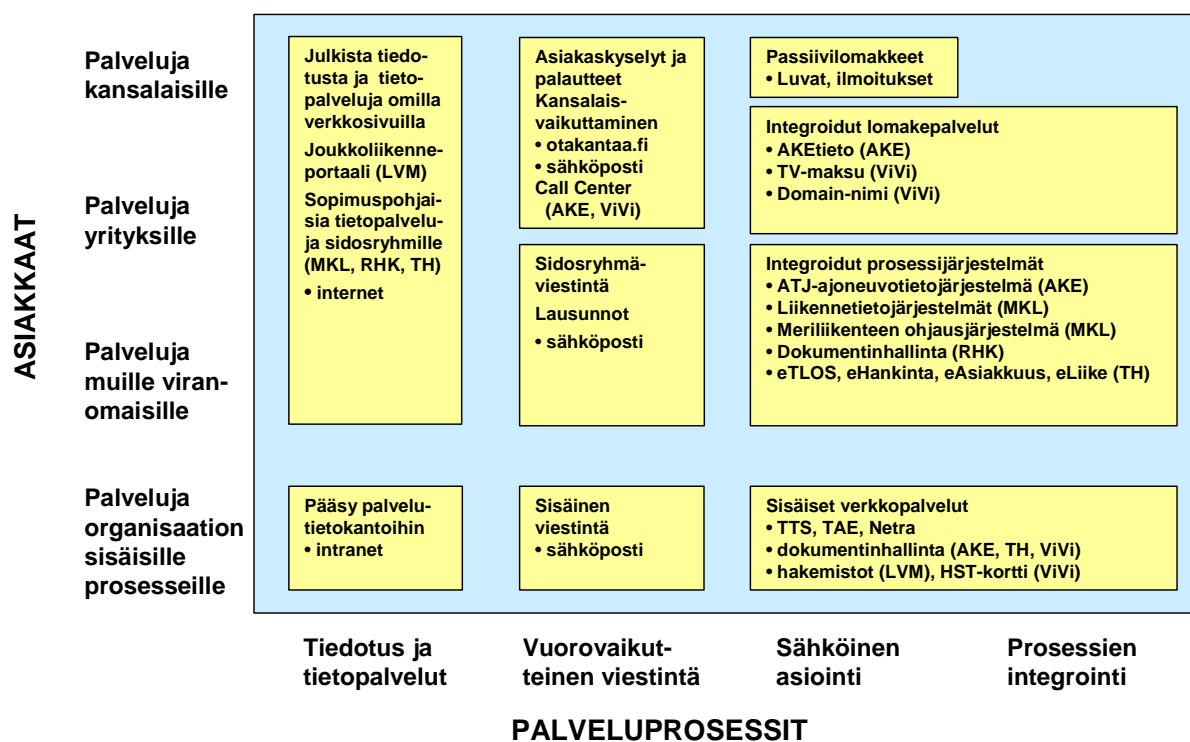 ASIAKKAAT
Palveluja
kansalaisille
Palveluja
yrityksille
Palveluja
muille viran-
omaisille
Palveluja
organisaation
sisäisille
prosesseille
Julkista tiedo-
tusta ja tieto-
palveluja omilla
verkkosivuilla
Joukkoliikenne-
portaali (LVM)
Sopimuspohjai-
sia tietopalvelu-
ja sidosryhmille
(MKL, RHK, TH)
• internet
Asiakaskyselyt ja
palautteet
Kansalais-
vaikuttaminen
• otakantaa.fi
• sähköposti
Call Center
(AKE, ViVi)
Sidosryhmä-
viestintä
Lausunnot
• sähköposti
Passiivilomakkeet
• Luvat, ilmoitukset
Integroidut lomakepalvelut
• AKEtieto (AKE)
• TV-maksu (ViVi)
• Domain-nimi (ViVi)
Integroidut prosessijärjestelmät
• ATJ-ajoneuvotietojärjestelmä (AKE)
• Liikennetietojärjestelmät (MKL)
• Meriliikenteen ohjausjärjestelmä (MKL)
• Dokumentinhallinta (RHK)
• eTLOS, eHankinta, eAsiakkuus, eLiike (TH)
Pääsy palvelu-
tietokantoihin
• intranet
Sisäinen
viestintä
• sähköposti
Sisäiset verkkopalvelut
• TTS, TAE, Netra
• dokumentinhallinta (AKE, TH, ViVi)
• hakemistot (LVM), HST-kortti (ViVi)
Tiedotus ja
tietopalvelut
Vuorovaikut-
teinen viestintä
Sähköinen
asiointi
Prosessien
integrointi
PALVELUPROSESSIT